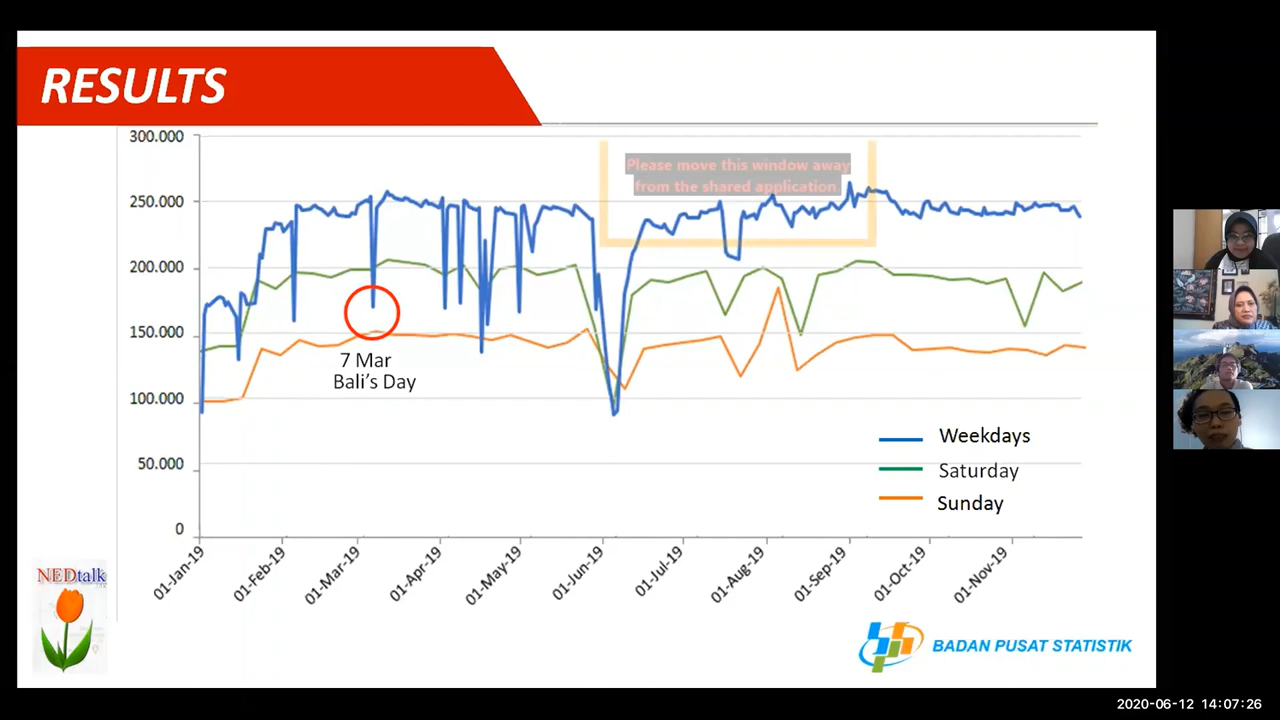 RESULTS
300.000
250.000
200.000
150.000
100.000
50.000
0
Please move this window away
from the shared application
7 Mar
Bali's Day
Weekdays
Saturday
Sunday
01-Jan-19
01-Feb-19
01-Mar-19
01-Apr-19
01-May-19
01-Jun-19
01-Jul-19
01-Aug-19
01-Sep-19
01-Oct-19
01-Nov-19
NEDtalk
BADAN PUSAT STATISTIK
2020-06-12 14:07:26